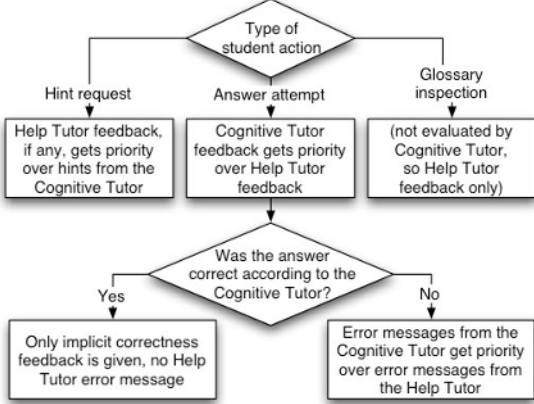 Type of
student action
Hint request
Answer attempt
Glossary
inspection
Help Tutor feedback,
if any, gets priority
over hints from the
Cognitive Tutor
Cognitive Tutor
feedback gets priority
over Help Tutor
feedback
(not evaluated by
Cognitive Tutor,
so Help Tutor
feedback only)
Was the answer
correct according to the
Cognitive Tutor?
Yes
No
Only implicit correctness
feedback is given, no Help
Tutor error message
Error messages from the
Cognitive Tutor get priority
over error messages from
the Help Tutor